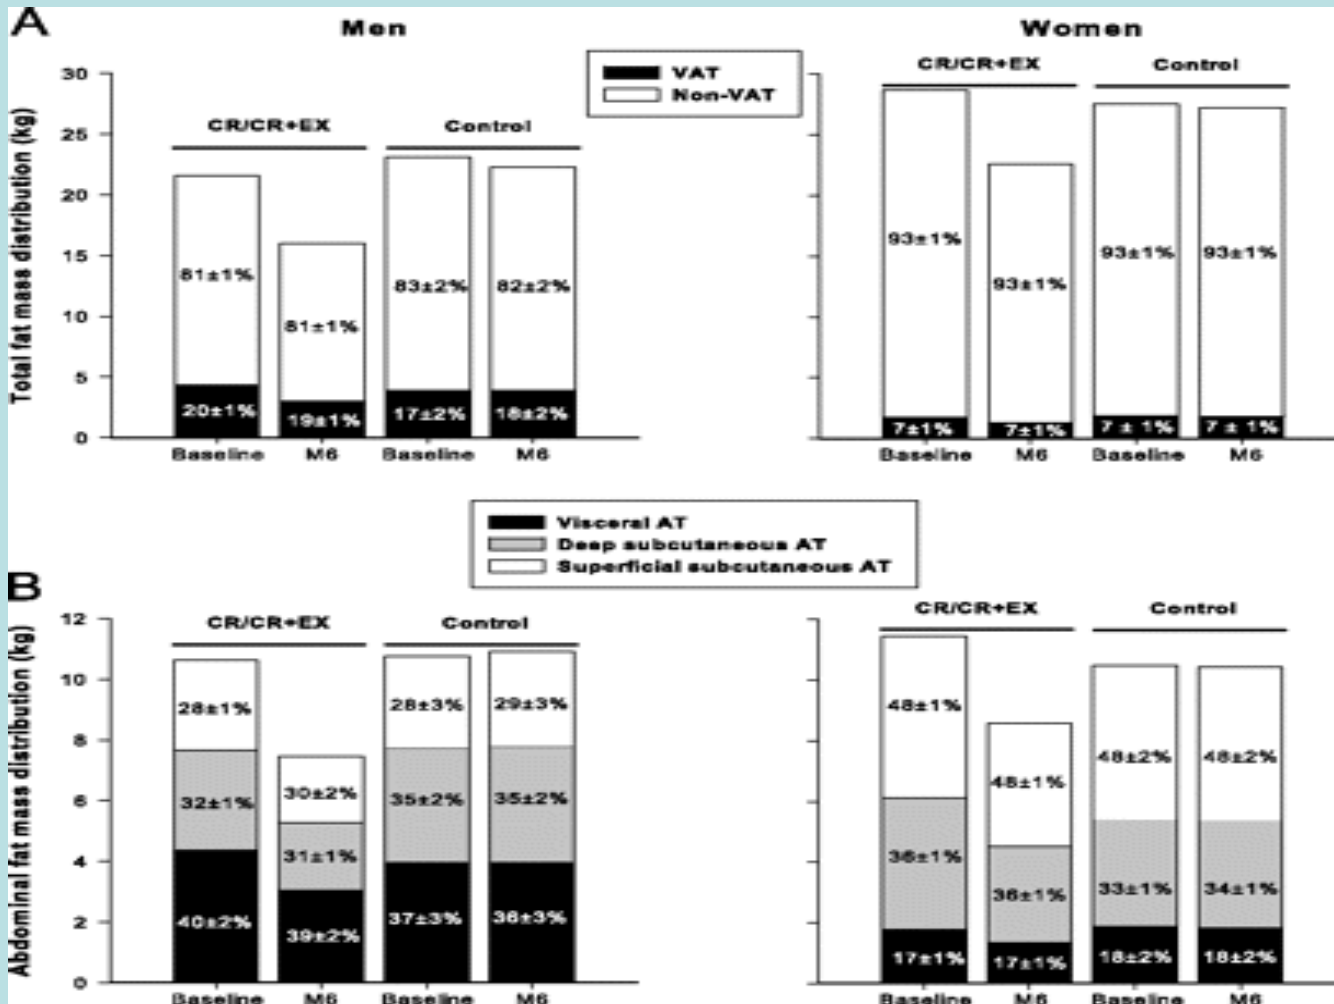 A
Men
Women
VAT
Non-VAT
CR/CR+EX
Control
CR/CR+EX
Control
Total fat mass distribution (kg)
30
25
20
15
10
5
0
81±1%
81±1%
83±2%
82±2%
20±1%
19±1%
17±2%
18±2%
93±1%
93±1%
93±1%
93±1%
7±1%
7±1%
7 ± 1%
7 ± 1%
Baseline
M6
Baseline
M6
Baseline
M6
Baseline
M6
Visceral AT
Deep subcutaneous AT
Superficial subcutaneous AT
B
CR/CR+EX
Control
CR/CR+EX
Control
Abdominal fat mass distribution (kg)
12
10
8
6
4
2
0
28±1%
30±2%
28±3%
29±3%
32±1%
31±1%
35±2%
35±2%
40±2%
39±2%
37±3%
36±3%
48±1%
48±1%
48±2%
48±2%
36±1%
36±1%
33±1%
34±1%
17±1%
17±1%
18±2%
18±2%
Baseline
M6
Baseline
M6
Baseline
M6
Baseline
M6